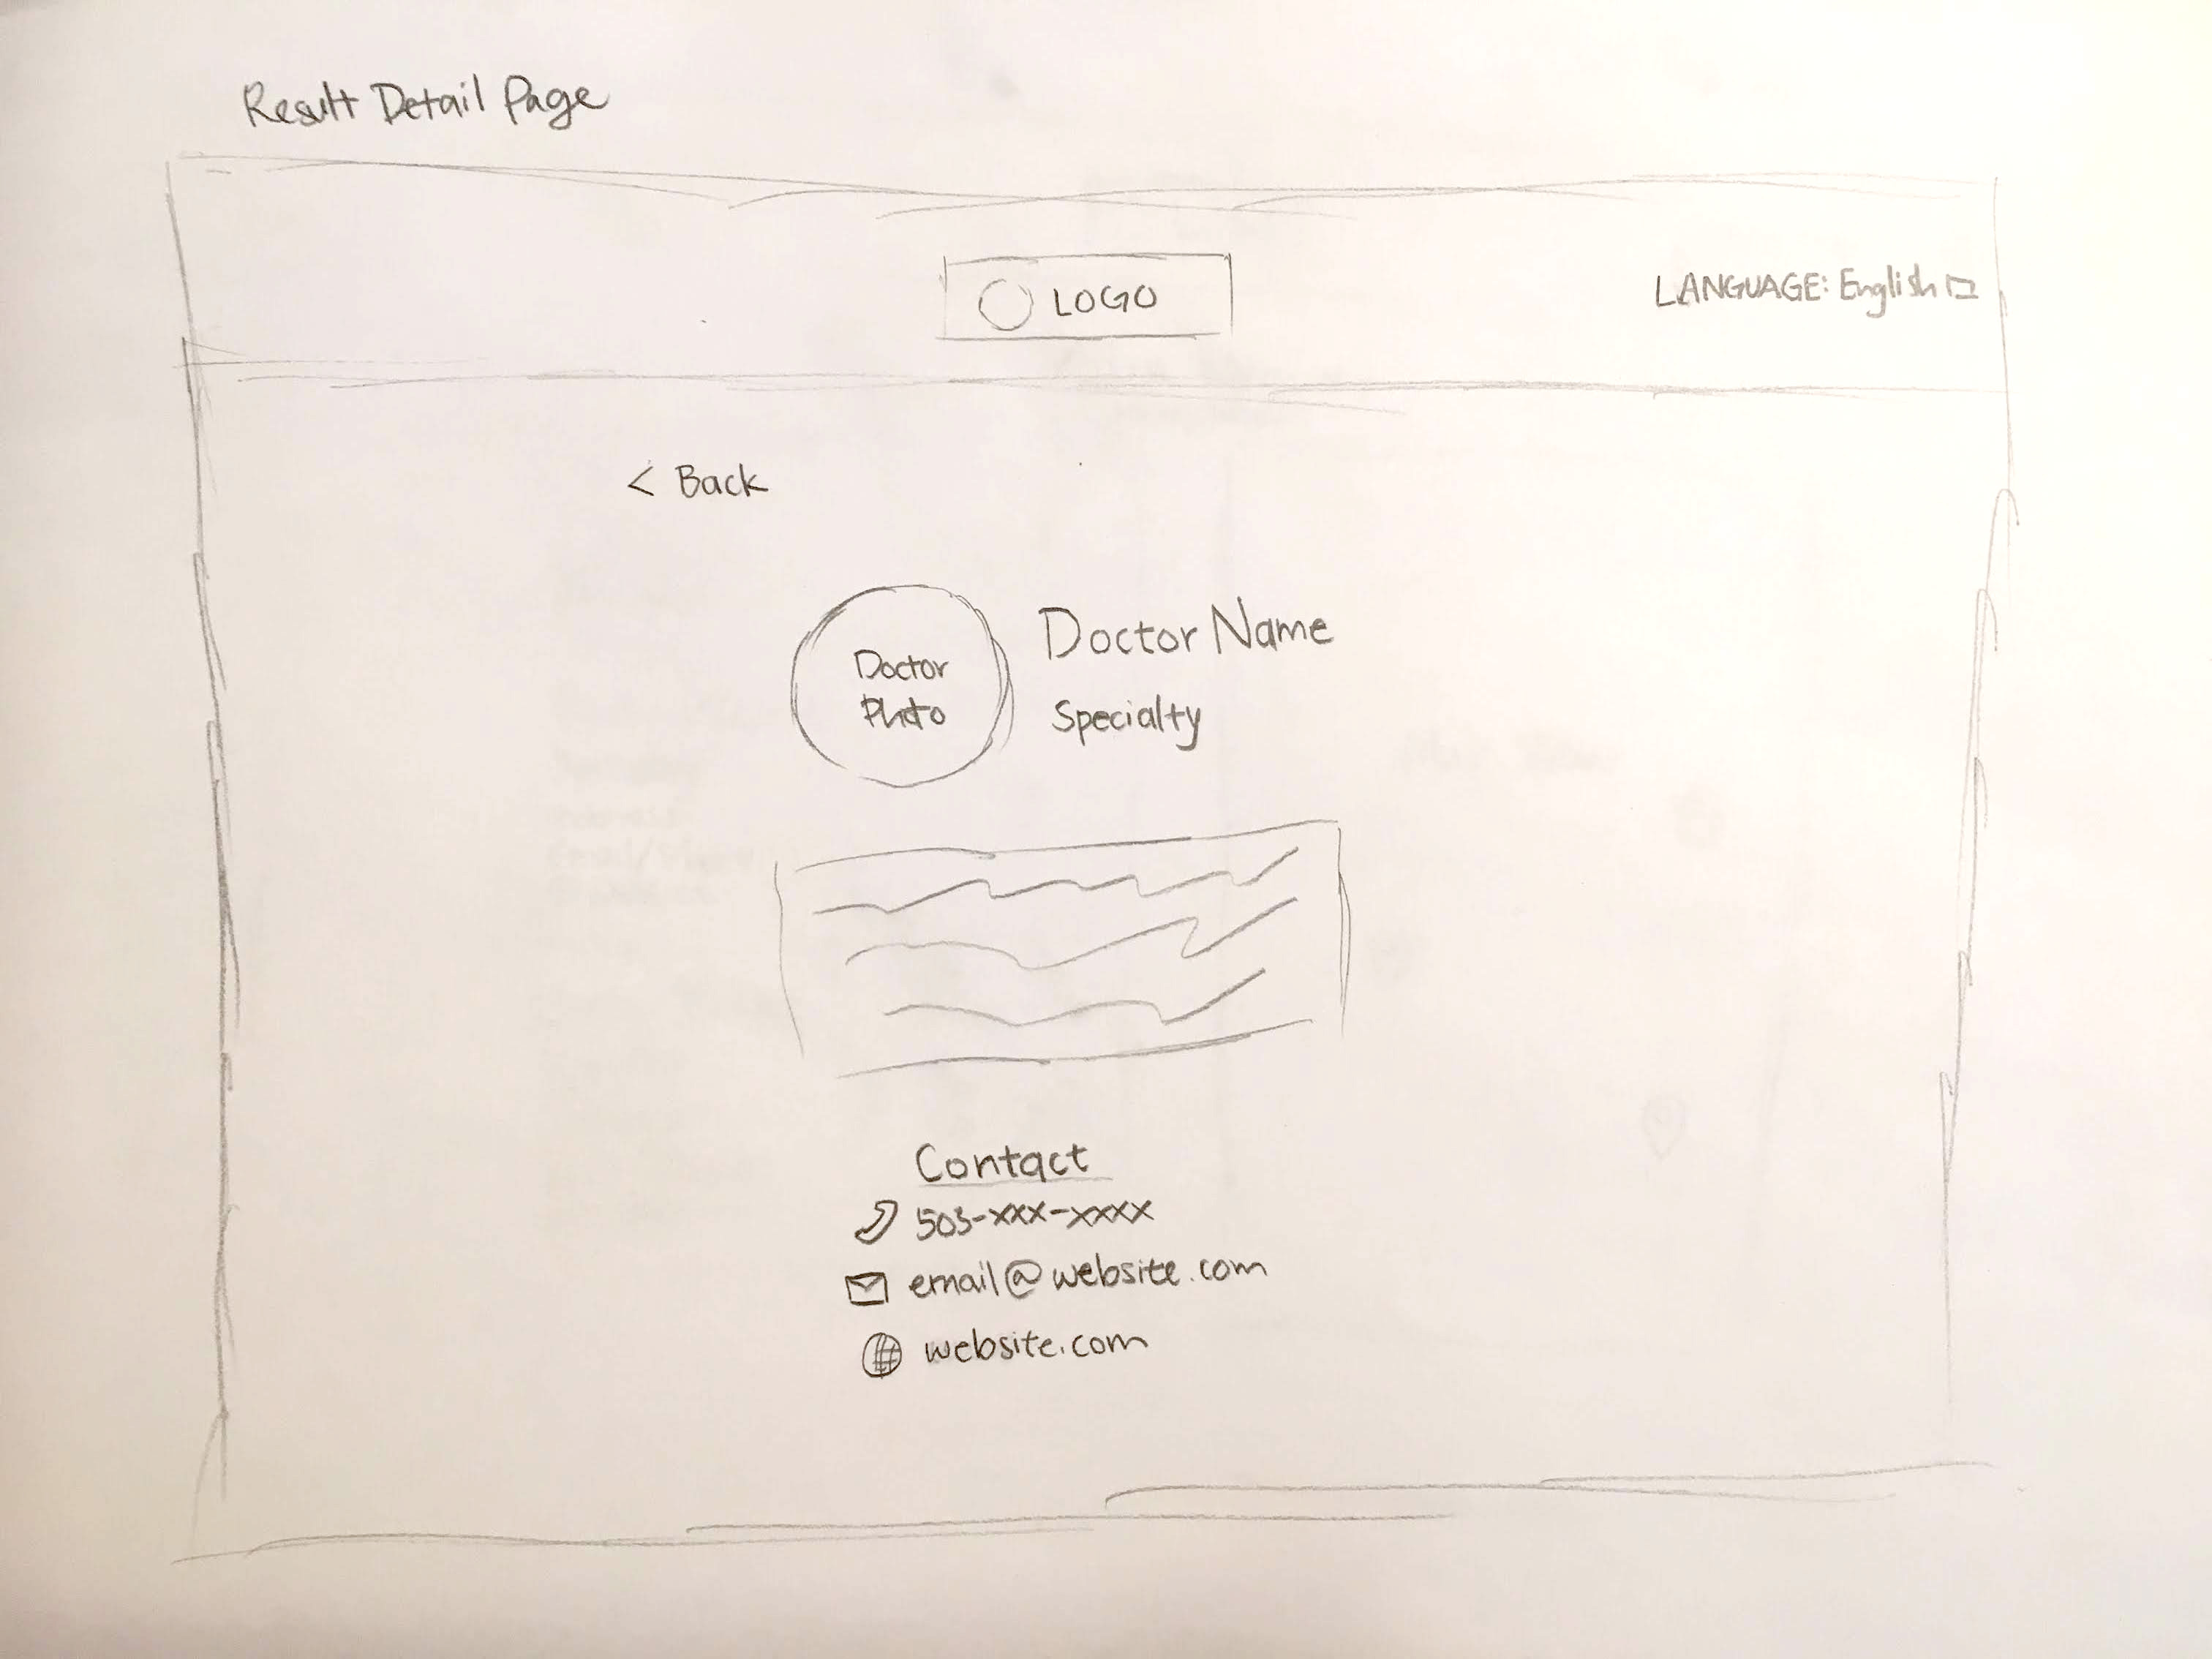 Result Detail Page
LOGO
LANGUAGE: English
< Back
Doctor Photo
Doctor Name
Specialty
Contact
503-xxx-xxxx
email@website.com
website.com